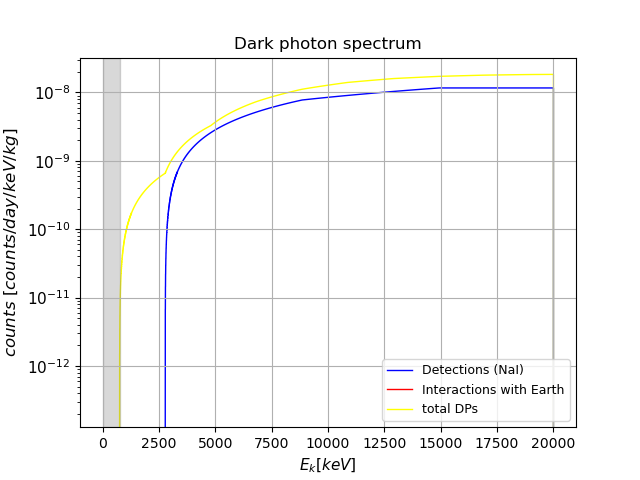 Dark photon spectrum
counts [counts/day/keV/kg]
10⁻⁸
10⁻⁹
10⁻¹⁰
10⁻¹¹
10⁻¹²
Detections (NaI)
Interactions with Earth
total DPs
0 2500 5000 7500 10000 12500 15000 17500 20000
E_k[keV]